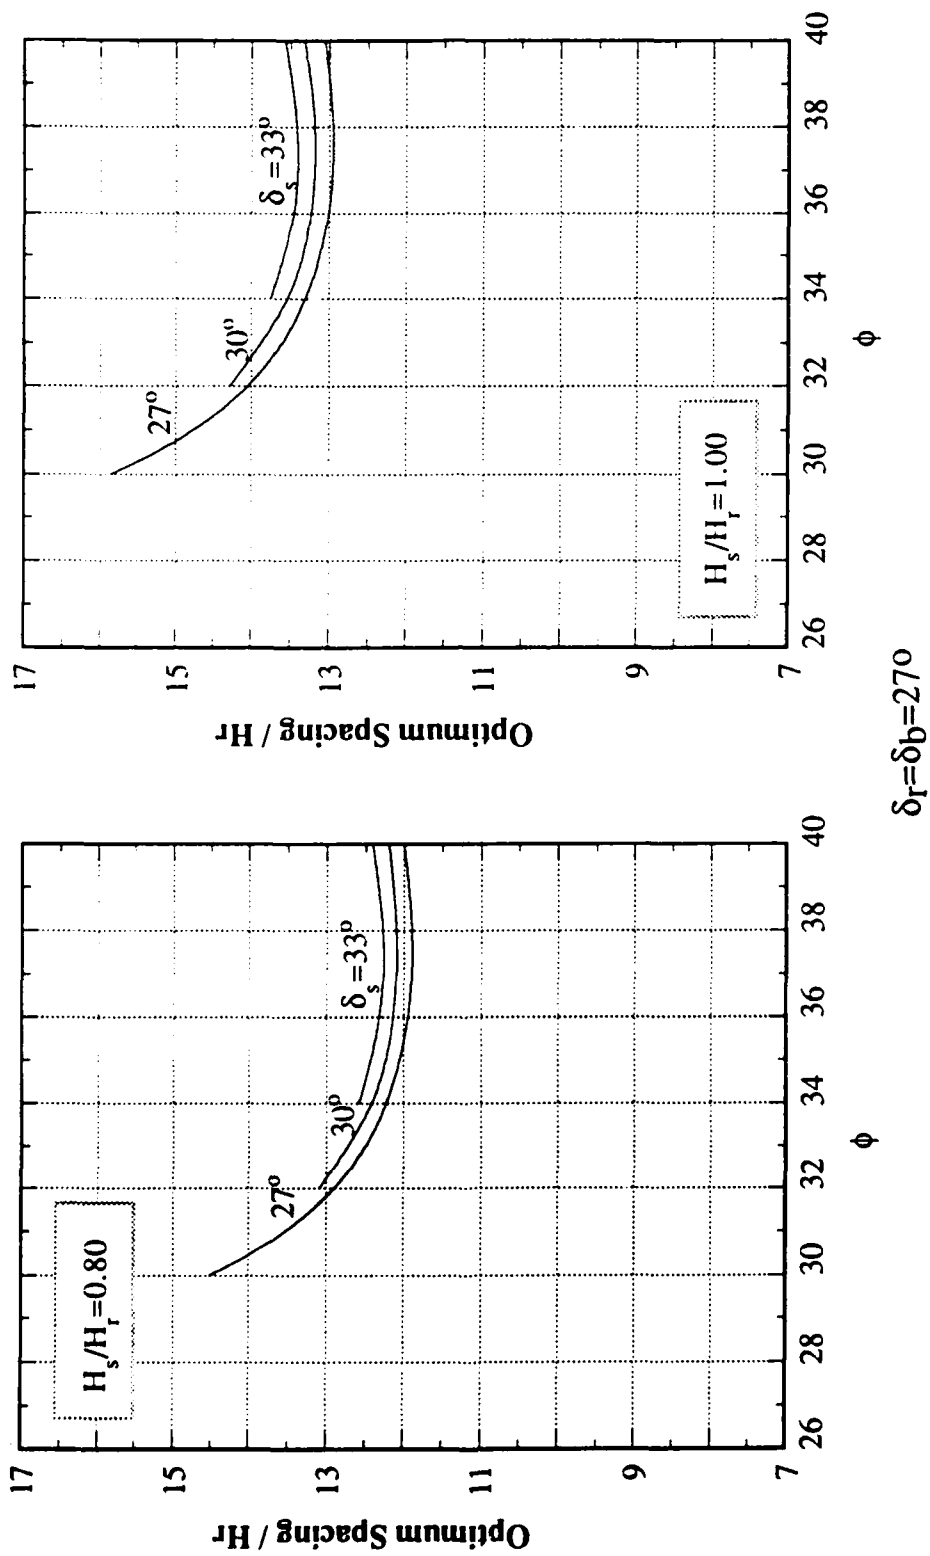 Optimum Spacing / Hr
17
15
13
11
9
7
H_s/H_r=0.80
27°
30°
δ_s=33°
26 28 30 32 34 36 38 40
ϕ
Optimum Spacing / Hr
17
15
13
11
9
7
27°
30°
δ_s=33°
H_s/H_r=1.00
26 28 30 32 34 36 38 40
ϕ
δr=δb=27°